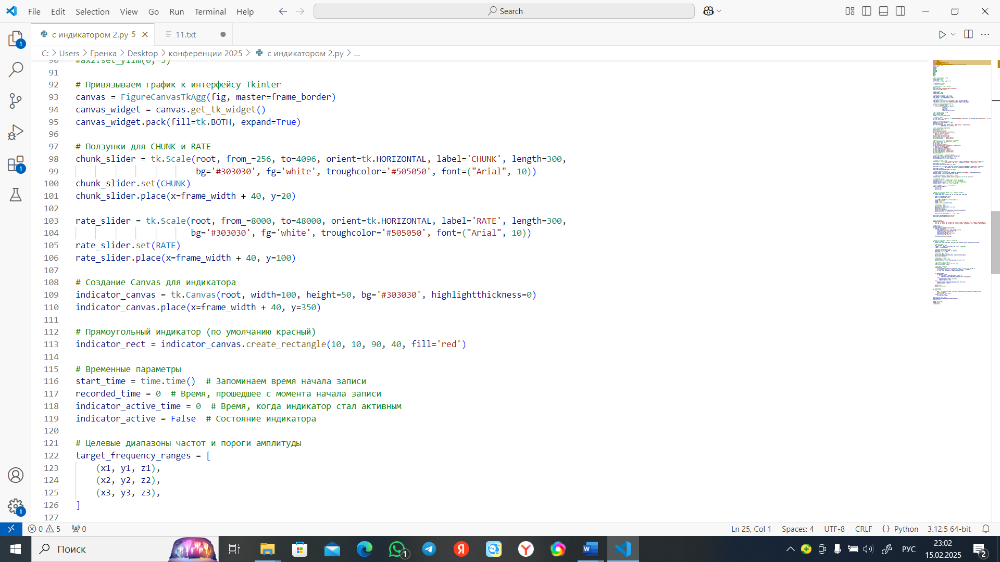 File Edit Selection View Go Run Terminal Help Search
с индикатором 2.py 5 11.txt
C: > Users > Гренка > Desktop > конференции 2025 > с индикатором 2.py > ...
90 #ax2.set_ylim(0, 5)
91
92 # Привязываем график к интерфейсу Tkinter
93 canvas = FigureCanvasTkAgg(fig, master=frame_border)
94 canvas_widget = canvas.get_tk_widget()
95 canvas_widget.pack(fill=tk.BOTH, expand=True)
96
97 # Ползунки для CHUNK и RATE
98 chunk_slider = tk.Scale(root, from_=256, to=4096, orient=tk.HORIZONTAL, label='CHUNK', length=300,
99 bg='#303030', fg='white', troughcolor='#505050', font=("Arial", 10))
100 chunk_slider.set(CHUNK)
101 chunk_slider.place(x=frame_width + 40, y=20)
102
103 rate_slider = tk.Scale(root, from_=8000, to=48000, orient=tk.HORIZONTAL, label='RATE', length=300,
104 bg='#303030', fg='white', troughcolor='#505050', font=("Arial", 10))
105 rate_slider.set(RATE)
106 rate_slider.place(x=frame_width + 40, y=100)
107
108 # Создание Canvas для индикатора
109 indicator_canvas = tk.Canvas(root, width=100, height=50, bg='#303030', highlightthickness=0)
110 indicator_canvas.place(x=frame_width + 40, y=350)
111
112 # Прямоугольный индикатор (по умолчанию красный)
113 indicator_rect = indicator_canvas.create_rectangle(10, 10, 90, 40, fill='red')
114
115 # Временные параметры
116 start_time = time.time() # Запоминаем время начала записи
117 recorded_time = 0 # Время, прошедшее с момента начала записи
118 indicator_active_time = 0 # Время, когда индикатор стал активным
119 indicator_active = False # Состояние индикатора
120
121 # Целевые диапазоны частот и пороги амплитуды
122 target_frequency_ranges = [
123 (x1, y1, z1),
124 (x2, y2, z2),
125 (x3, y3, z3),
126 ]
127
0 5 0 Ln 25, Col 1 Spaces: 4 UTF-8 CRLF { } Python 3.12.5 64-bit
Поиск 1 РУС 23:02
15.02.2025 2